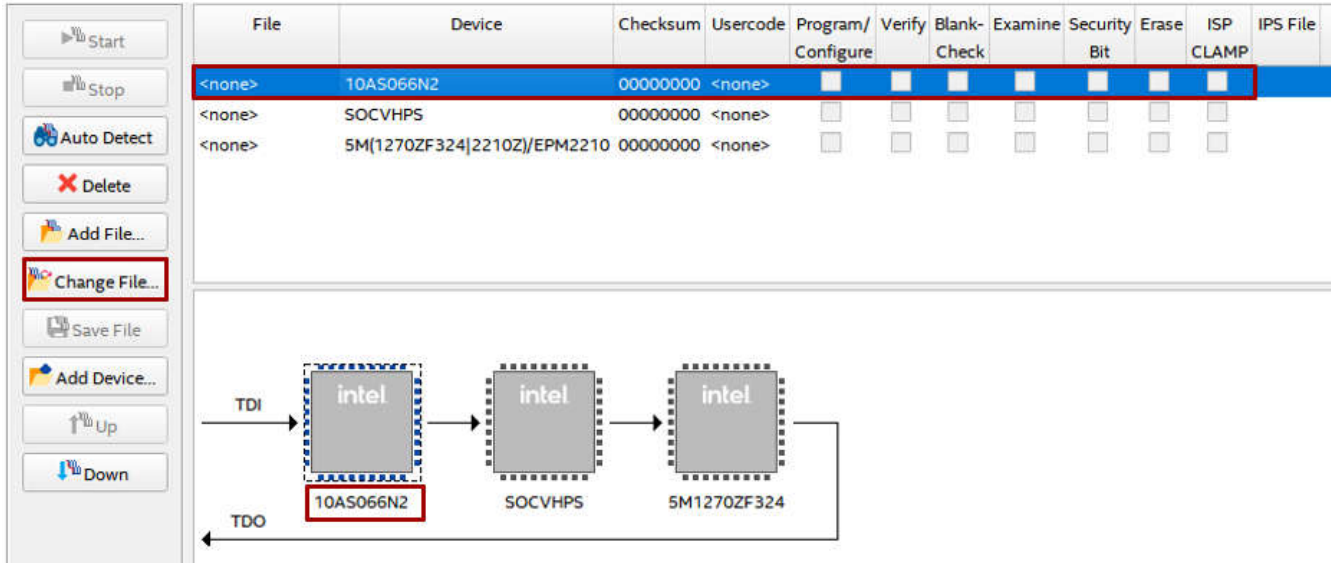 Start
Stop
Auto Detect
Delete
Add File...
Change File...
Save File
Add Device...
Up
Down
File Device Checksum Usercode Program/ Configure Verify Blank- Check Examine Security Bit Erase ISP CLAMP IPS File
<none> 10AS066N2 00000000 <none>
<none> SOCVHPS 00000000 <none>
<none> 5M(1270ZF324|2210Z)/EPM2210 00000000 <none>
TDI
intel
intel
intel
10AS066N2
SOCVHPS
5M1270ZF324
TDO